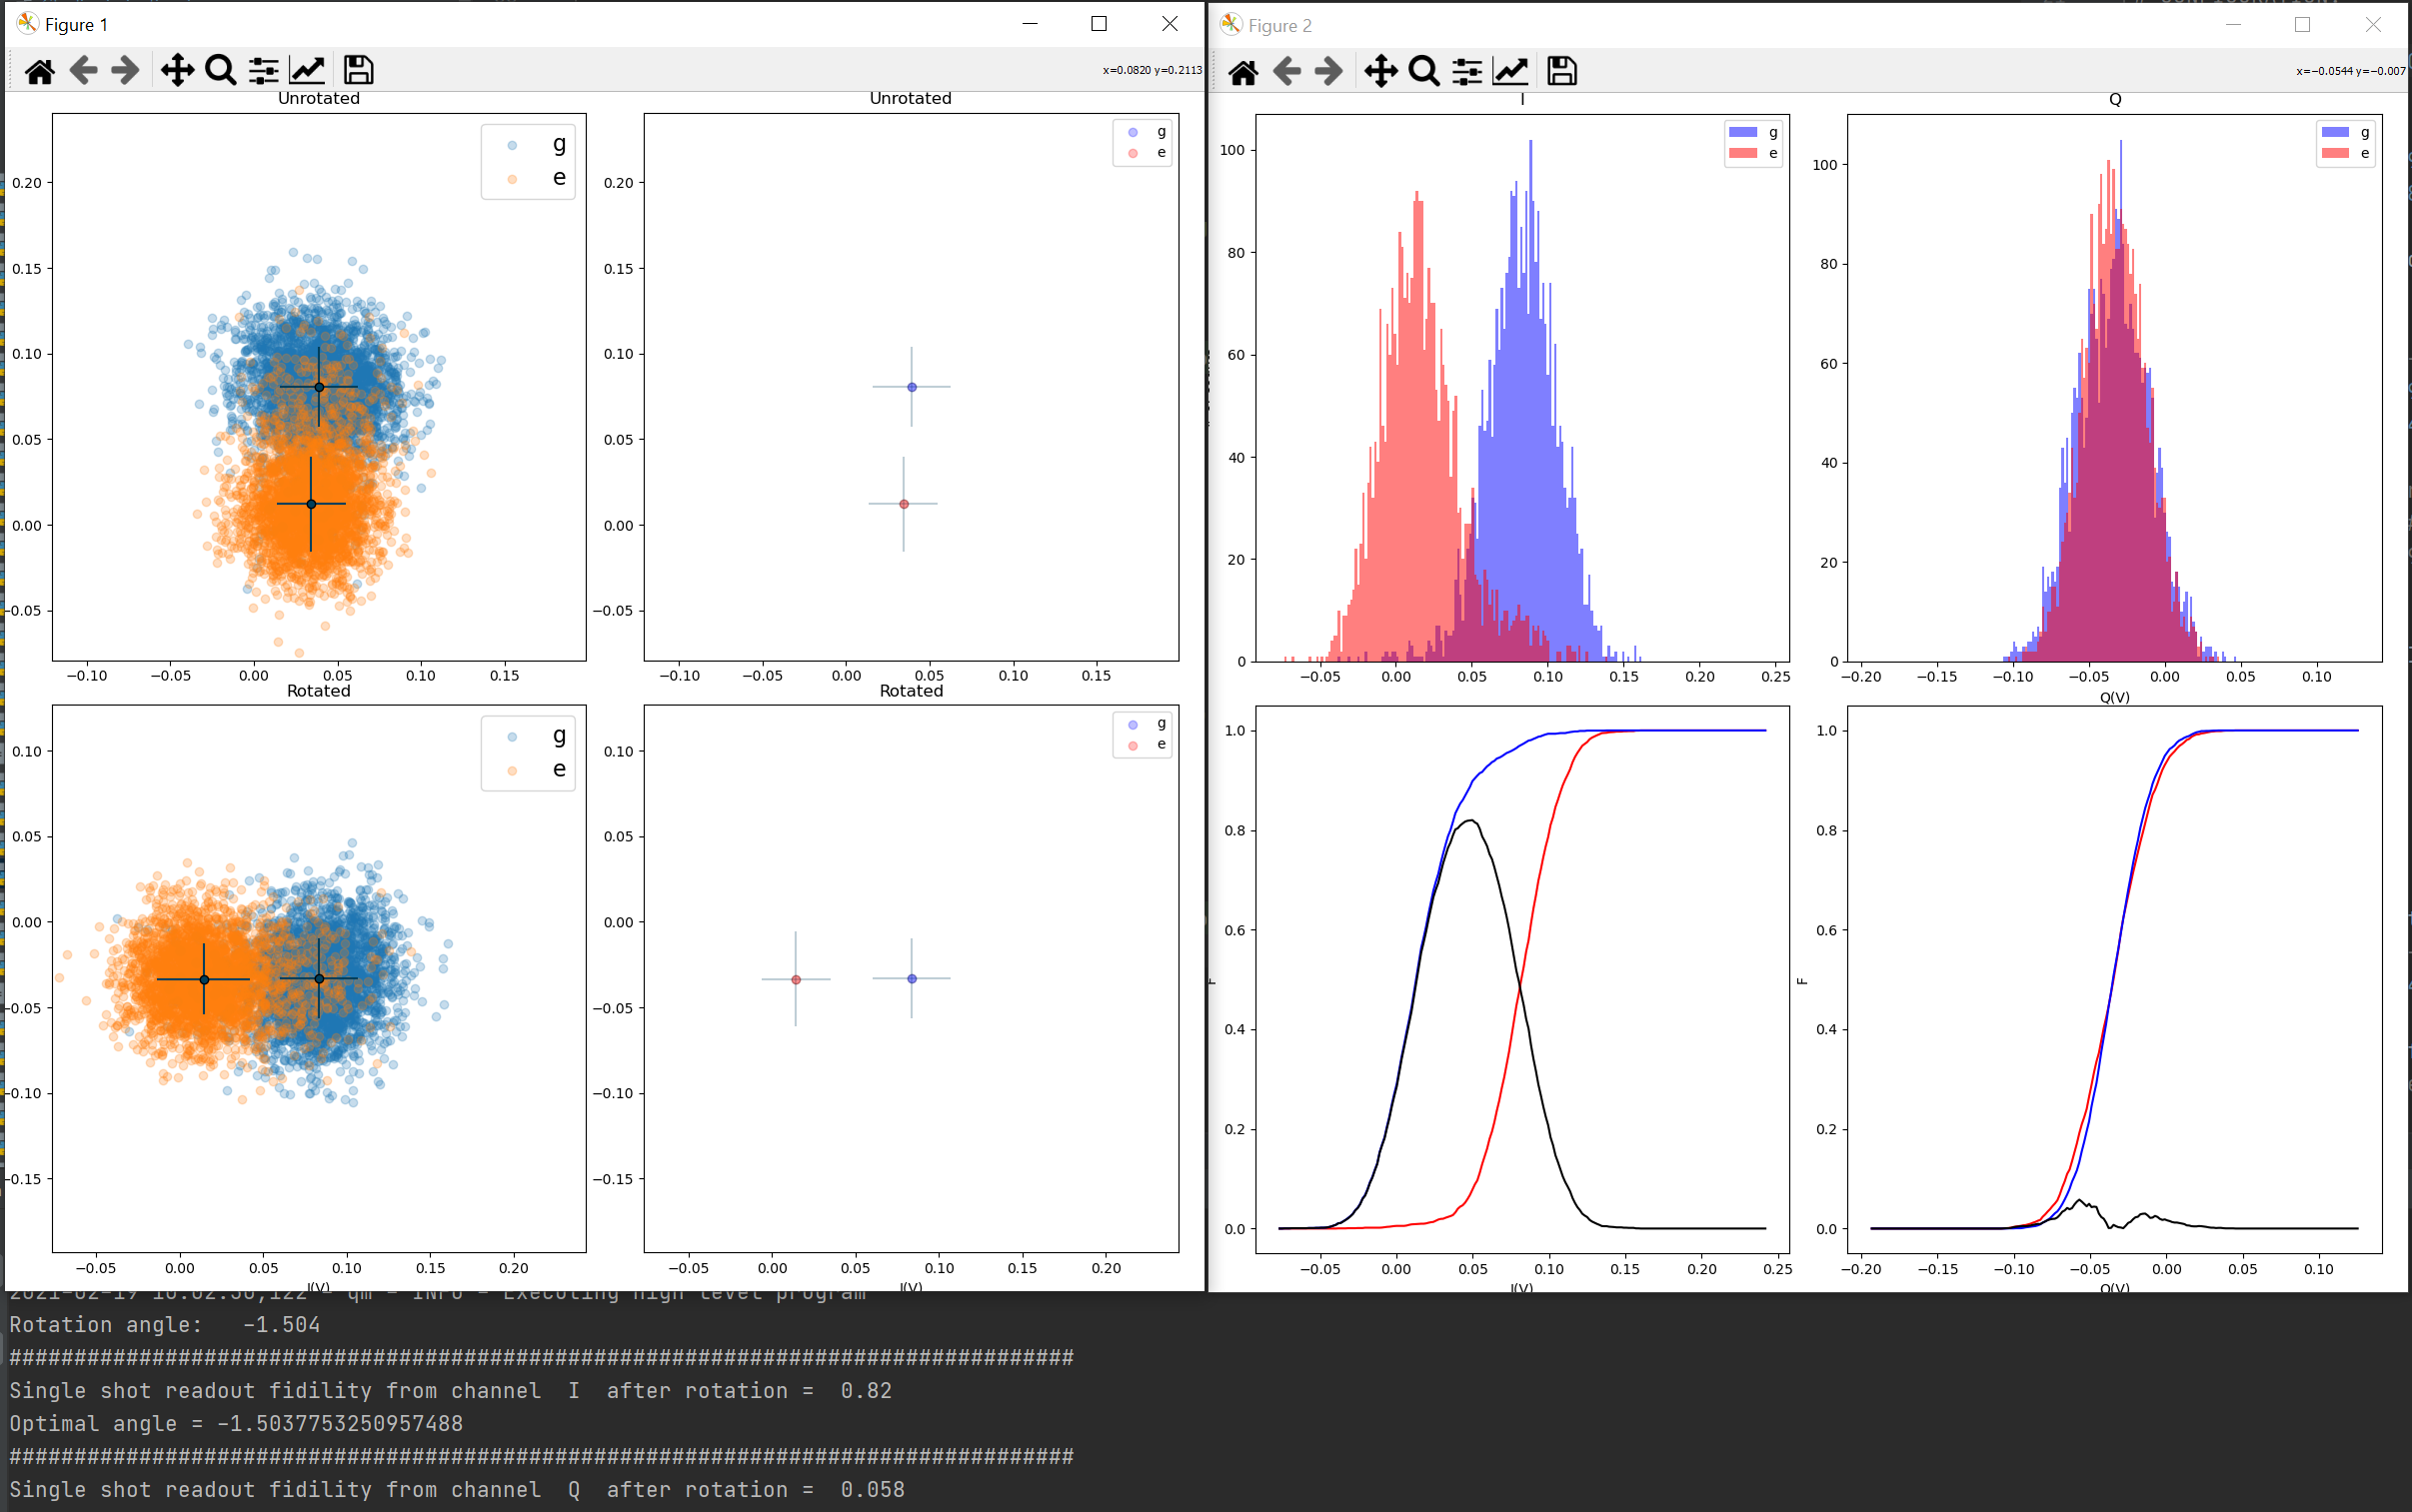 Figure 1
x=0.0820 y=0.2113
Unrotated
g
e
0.20
0.15
0.10
0.05
0.00
−0.05
−0.10 −0.05 0.00 0.05 0.10 0.15
Unrotated
g
e
0.20
0.15
0.10
0.05
0.00
−0.05
−0.10 −0.05 0.00 0.05 0.10 0.15
Rotated
g
e
0.10
0.05
0.00
−0.05
−0.10
−0.15
−0.05 0.00 0.05 0.10 0.15 0.20
I(V)
Rotated
g
e
0.10
0.05
0.00
−0.05
−0.10
−0.15
−0.05 0.00 0.05 0.10 0.15 0.20
I(V)
Figure 2
x=−0.0544 y=−0.007
I
g
e
100
80
60
40
20
0
−0.05 0.00 0.05 0.10 0.15 0.20 0.25
Q
g
e
100
80
60
40
20
0
−0.20 −0.15 −0.10 −0.05 0.00 0.05 0.10
Q(V)
1.0
0.8
0.6
0.4
0.2
0.0
F
−0.05 0.00 0.05 0.10 0.15 0.20 0.25
I(V)
1.0
0.8
0.6
0.4
0.2
0.0
F
−0.20 −0.15 −0.10 −0.05 0.00 0.05 0.10
Q(V)
qm - INFO - Executing high level program
Rotation angle: -1.504
##################################################################################
Single shot readout fidility from channel I after rotation = 0.82
Optimal angle = -1.5037753250957488
##################################################################################
Single shot readout fidility from channel Q after rotation = 0.058